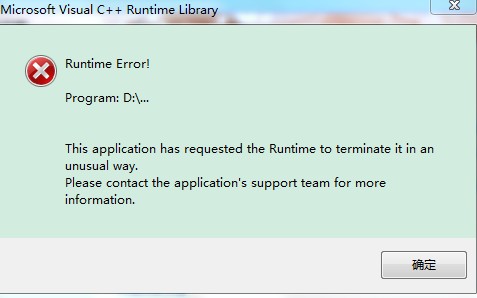 Microsoft Visual C++ Runtime Library
Runtime Error!
Program: D:\...
This application has requested the Runtime to terminate it in an
unusual way.
Please contact the application's support team for more
information.
确定